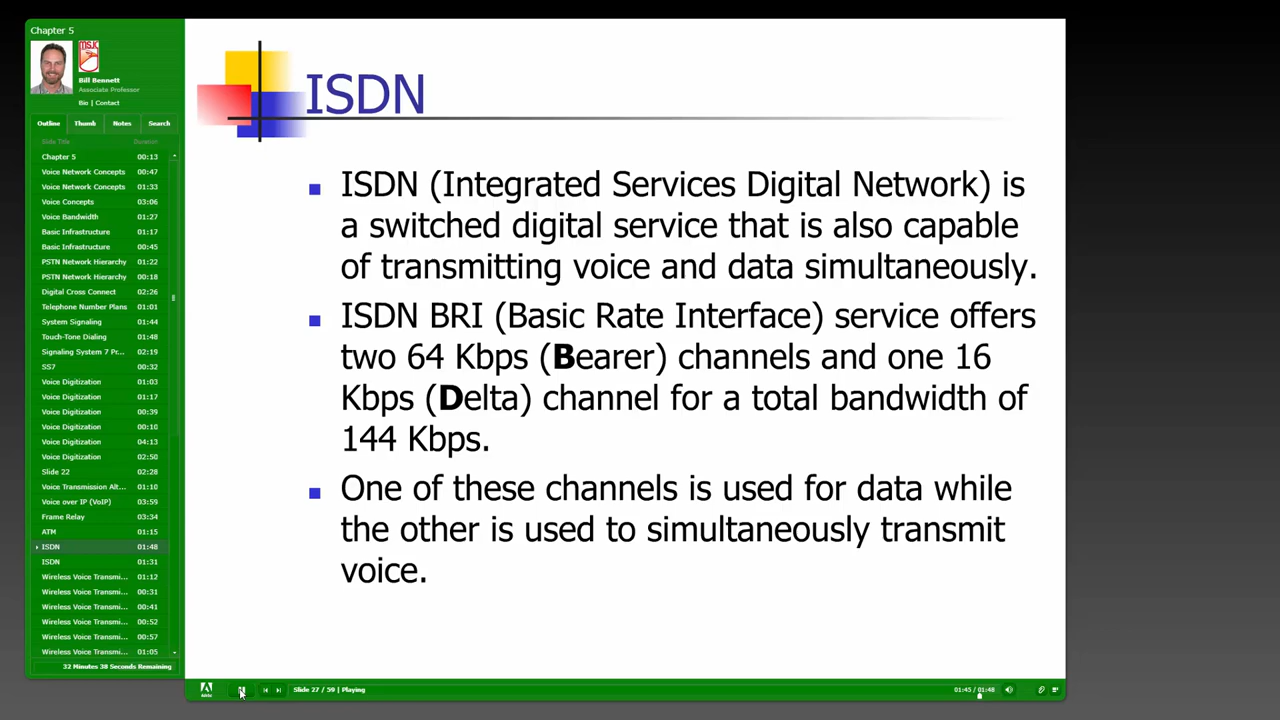 Chapter 5
Bill Bennett
Associate Professor
Bio | Contact
Outline Thumb Notes Search
Slide Title Duration
Chapter 5 00:13
Voice Network Concepts 00:47
Voice Network Concepts 01:33
Voice Concepts 03:06
Voice Bandwidth 01:27
Basic Infrastructure 01:17
Basic Infrastructure 00:45
PSTN Network Hierarchy 01:22
PSTN Network Hierarchy 00:18
Digital Cross Connect 02:26
Telephone Number Plans 01:01
System Signaling 01:44
Touch-Tone Dialing 01:48
Signaling System 7 Pr... 02:19
SS7 00:32
Voice Digitization 01:03
Voice Digitization 01:17
Voice Digitization 00:39
Voice Digitization 00:10
Voice Digitization 04:13
Voice Digitization 02:50
Slide 22 02:28
Voice Transmission Alt... 01:10
Voice over IP (VoIP) 03:59
Frame Relay 03:34
ATM 01:15
ISDN 01:48
ISDN 01:31
Wireless Voice Transmi... 01:12
Wireless Voice Transmi... 00:31
Wireless Voice Transmi... 00:41
Wireless Voice Transmi... 00:52
Wireless Voice Transmi... 00:57
Wireless Voice Transmi... 01:05
32 Minutes 38 Seconds Remaining
ISDN
ISDN (Integrated Services Digital Network) is
a switched digital service that is also capable
of transmitting voice and data simultaneously.
ISDN BRI (Basic Rate Interface) service offers
two 64 Kbps (Bearer) channels and one 16
Kbps (Delta) channel for a total bandwidth of
144 Kbps.
One of these channels is used for data while
the other is used to simultaneously transmit
voice.
Slide 27 / 59 | Playing
01:45 / 01:48